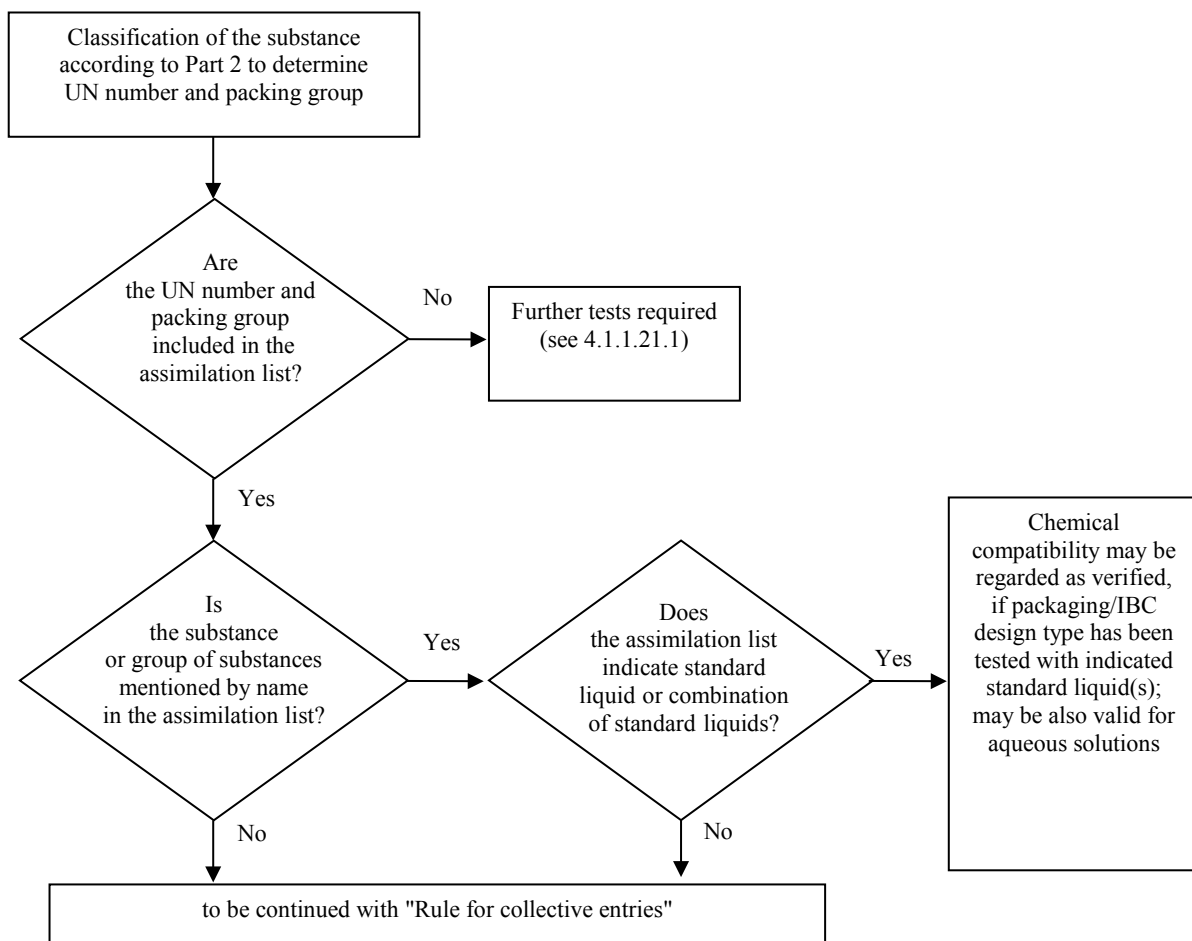 Classification of the substance
according to Part 2 to determine
UN number and packing group
Are
the UN number and
packing group
included in the
assimilation list?
No
Further tests required
(see 4.1.1.21.1)
Yes
Is
the substance
or group of substances
mentioned by name
in the assimilation list?
Yes
Does
the assimilation list
indicate standard
liquid or combination
of standard liquids?
Yes
Chemical
compatibility may be
regarded as verified,
if packaging/IBC
design type has been
tested with indicated
standard liquid(s);
may be also valid for
aqueous solutions
No
No
to be continued with "Rule for collective entries"